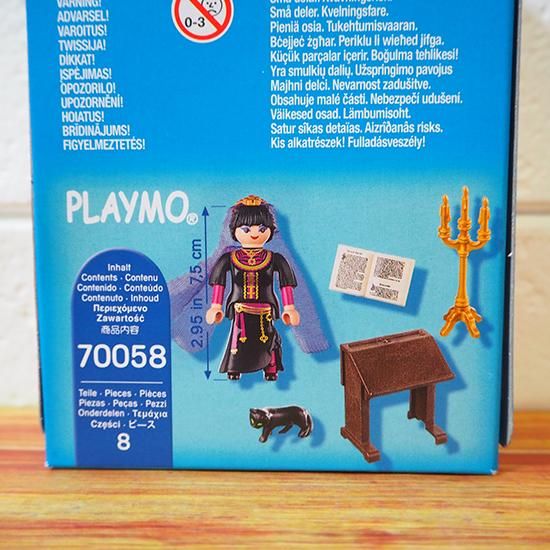 VARNING!
ADVARSEL!
VAROITUS!
TWISSIJA!
DİKKAT!
ĮSPĖJIMAS!
OPOZORILO!
UPOZORNĚNÍ!
HOIATUS!
BRĪDINĀJUMS!
FIGYELMEZTETÉS!
0-3
Små deler. Kvelningsfare.
Pieniä osia. Tukehtumisvaaran.
Bċejjeċ żgħar. Periklu li wieħed jifga.
Küçük parçalar içerir. Boğulma tehlikesi!
Yra smulkių dalių. Užspringimo pavojus
Majhni delci. Nevarnost zadušitve.
Obsahuje malé části. Nebezpečí udušení.
Väikesed osad. Lämbumisoht.
Satur sīkas detaļas. Aizrīšanās risks.
Kis alkatrészek! Fulladásveszély!
PLAYMO®
2.95 in 7,5 cm
Inhalt
Contents · Contenu
Contenido · Conteúdo
Contenuto · Inhoud
Περιεχόμενο
Zawartość
商品内容
70058
Teile · Pieces · Pièces
Piezas · Peças · Pezzi
Onderdelen · Τεμάχια
Części · ピース
8